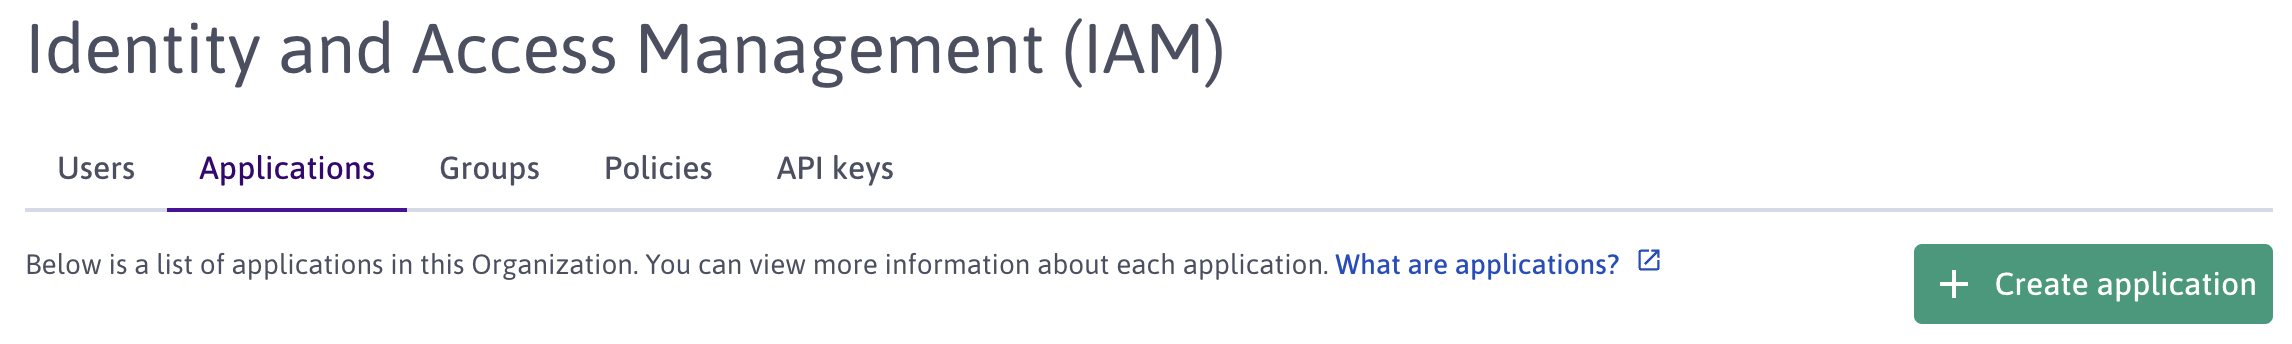 Identity and Access Management (IAM)
Users Applications Groups Policies API keys
Below is a list of applications in this Organization. You can view more information about each application. What are applications?
Create application